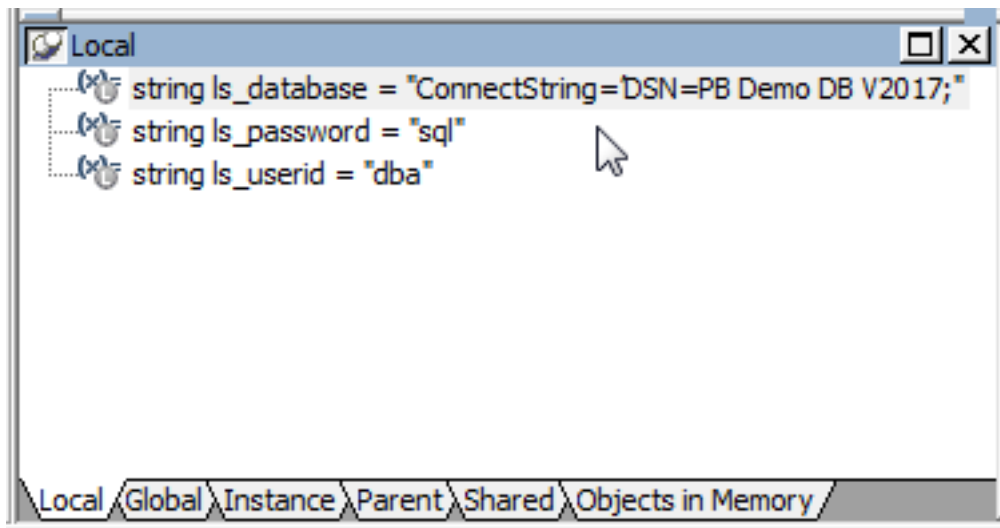 Local
string ls_database = "ConnectString='DSN=PB Demo DB V2017;"
string ls_password = "sql"
string ls_userid = "dba"
Local Global Instance Parent Shared Objects in Memory